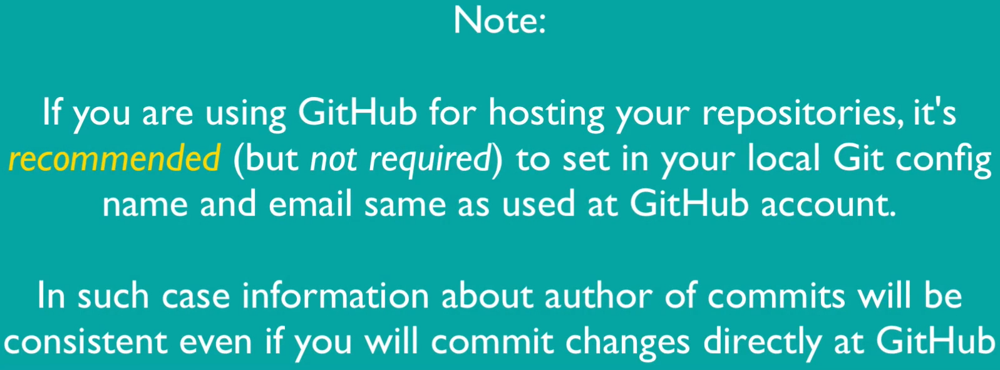 Note:
If you are using GitHub for hosting your repositories, it's
recommended (but not required) to set in your local Git config
name and email same as used at GitHub account.
In such case information about author of commits will be
consistent even if you will commit changes directly at GitHub